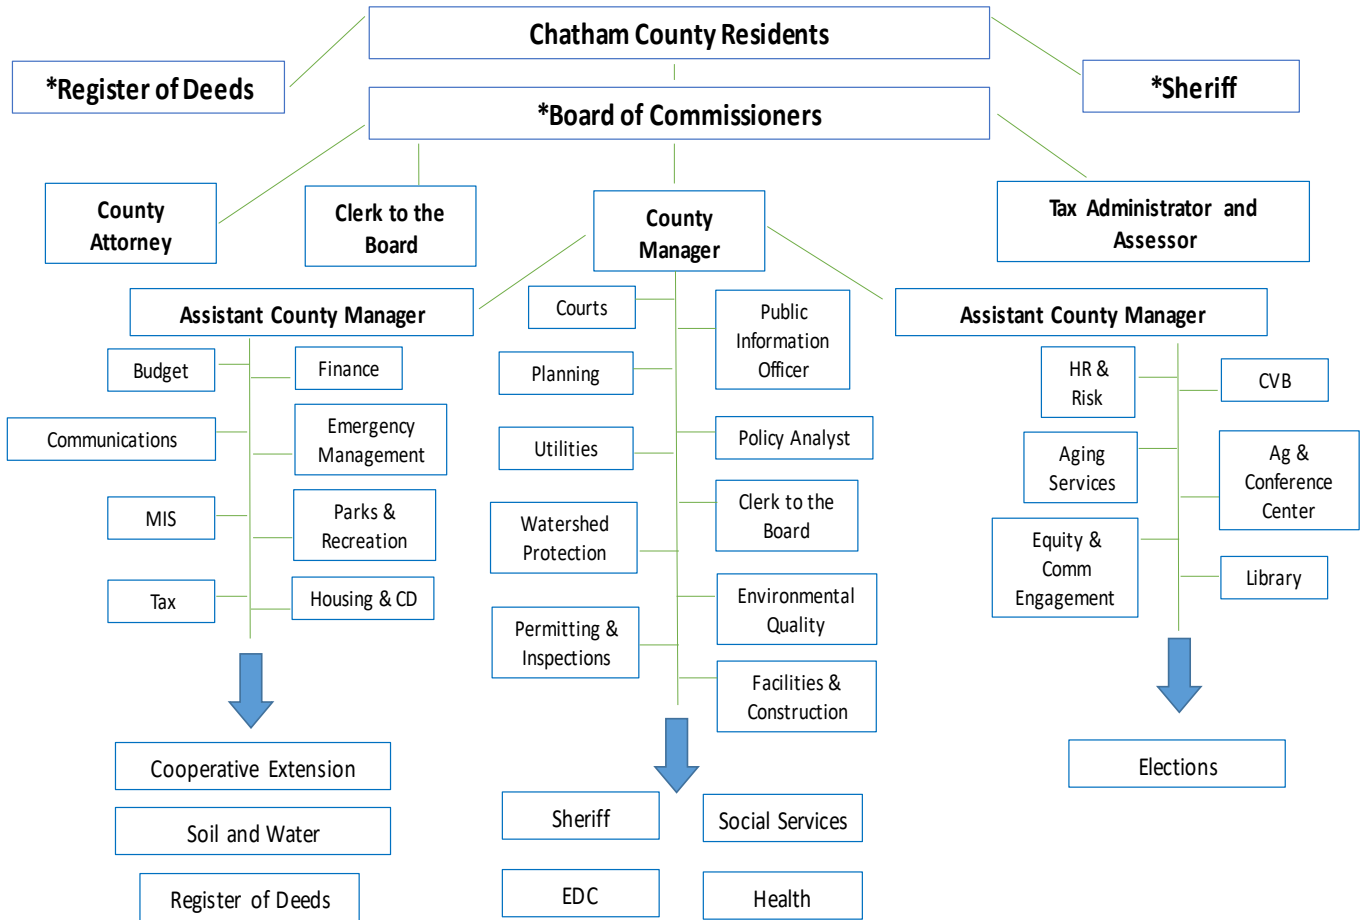 Chatham County Residents
*Register of Deeds
*Sheriff
*Board of Commissioners
County
Attorney
Clerk to the
Board
County
Manager
Tax Administrator and
Assessor
Assistant County Manager
Budget
Finance
Communications
Emergency
Management
MIS
Parks &
Recreation
Tax
Housing & CD
Cooperative Extension
Soil and Water
Register of Deeds
Courts
Public
Information
Officer
Planning
Utilities
Policy Analyst
Watershed
Protection
Clerk to the
Board
Environmental
Quality
Permitting &
Inspections
Facilities &
Construction
Sheriff
Social Services
EDC
Health
Assistant County Manager
HR &
Risk
CVB
Aging
Services
Ag &
Conference
Center
Equity &
Comm
Engagement
Library
Elections